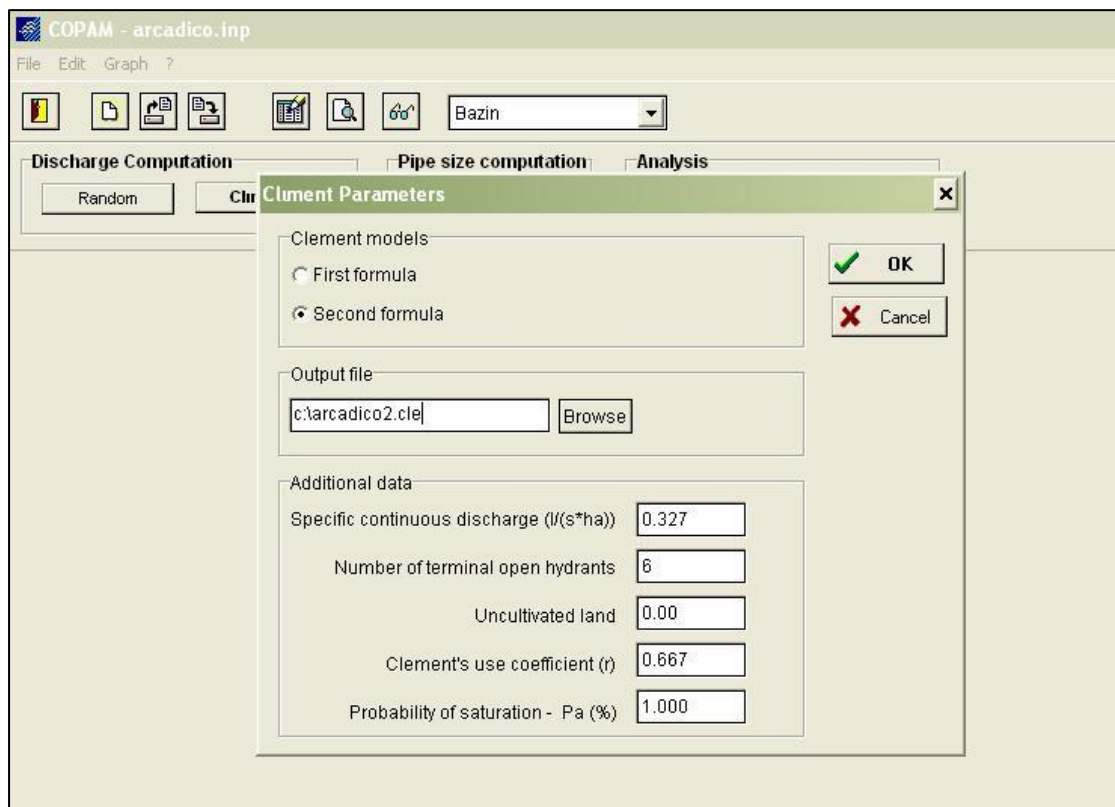 COPAM - arcadico.inp
File Edit Graph ?
Bazin
Discharge Computation
Pipe size computation
Analysis
Random
Clment Parameters
Clement models
First formula
Second formula
OK
Cancel
Output file
c:\arcadico2.cle
Browse
Additional data
Specific continuous discharge (l/(s*ha)) 0.327
Number of terminal open hydrants 6
Uncultivated land 0.00
Clement's use coefficient (r) 0.667
Probability of saturation - Pa (%) 1.000